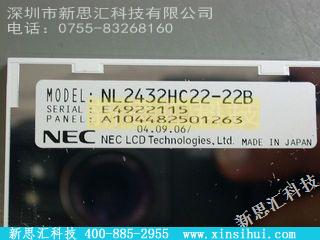 深圳市新思汇科技有限公司
电话：0755-83268160
MODEL: NL2432HC22-22B
SERIAL: E4922115
PANEL: A104482501263
04.09.06/
NEC NEC LCD Technologies, Ltd. MADE IN JAPAN
新思汇科技
新思汇科技 400-885-2955 www.xinsihui.com